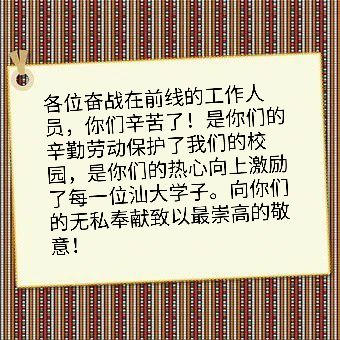 各位奋战在前线的工作人
员，你们辛苦了！是你们的
辛勤劳动保护了我们的校
园，是你们的热心向上激励
了每一位汕大学子。向你们
的无私奉献致以最崇高的敬
意！